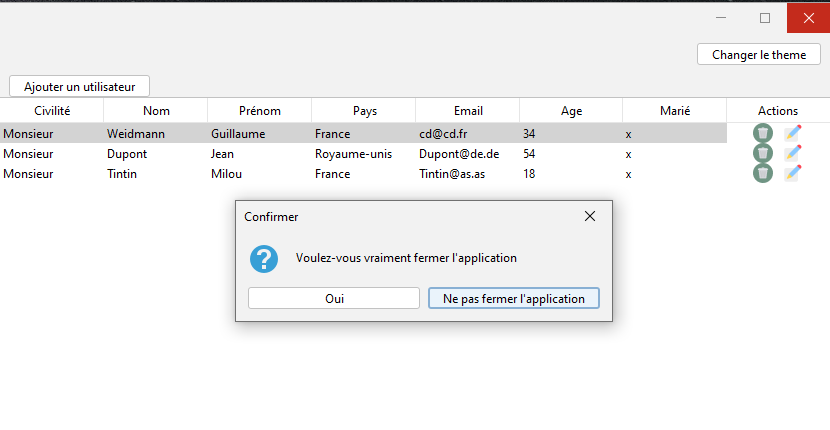 Changer le theme
Ajouter un utilisateur
Civilité Nom Prénom Pays Email Age Marié Actions
Monsieur Weidmann Guillaume France cd@cd.fr 34 x
Monsieur Dupont Jean Royaume-unis Dupont@de.de 54 x
Monsieur Tintin Milou France Tintin@as.as 18 x
Confirmer
? Voulez-vous vraiment fermer l'application
Oui Ne pas fermer l'application